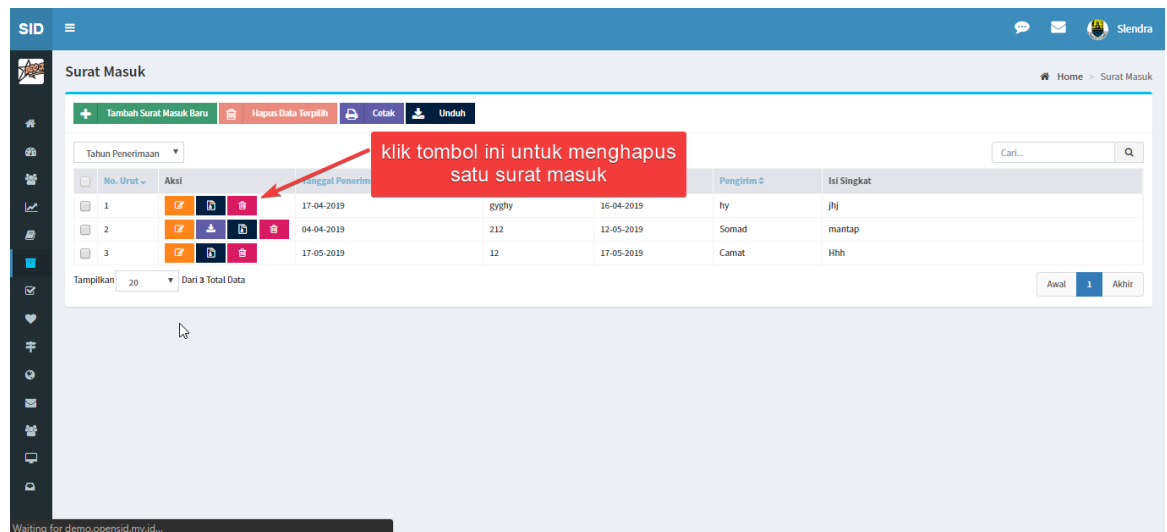 SID
Slendra
Surat Masuk
Home > Surat Masuk
Tambah Surat Masuk Baru Hapus Data Terpilih Cetak Unduh
klik tombol ini untuk menghapus
satu surat masuk
Tahun Penerimaan
Cari...
No. Urut Aksi Tanggal Pengirim Isi Singkat
1 17-04-2019 gyghy 16-04-2019 hy jhj
2 04-04-2019 212 12-05-2019 Somad mantap
3 17-05-2019 12 17-05-2019 Camat Hhh
Tampilkan 20 Dari 3 Total Data
Awal 1 Akhir
Waiting for demo.opensid.my.id...